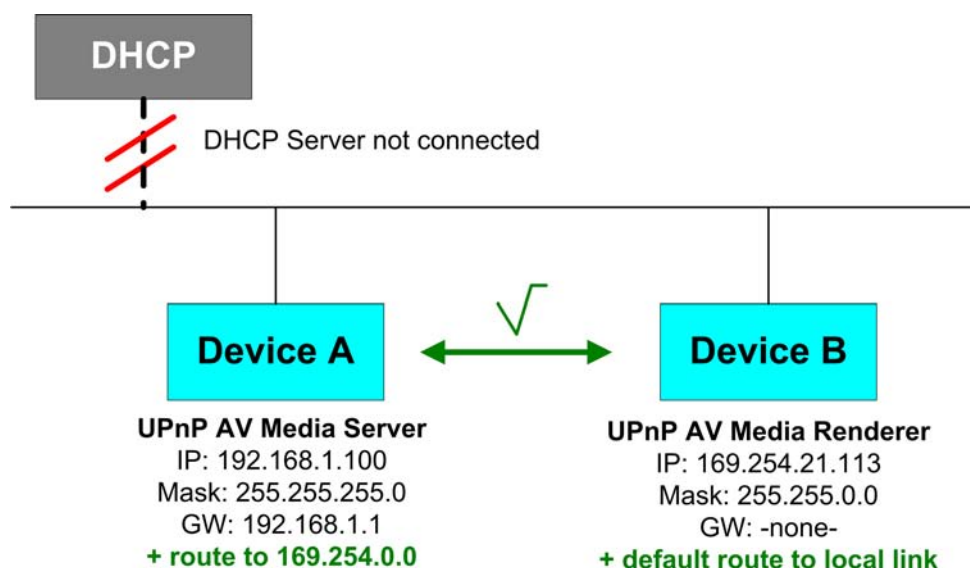 DHCP
DHCP Server not connected
√
Device A
Device B
UPnP AV Media Server
IP: 192.168.1.100
Mask: 255.255.255.0
GW: 192.168.1.1
+ route to 169.254.0.0
UPnP AV Media Renderer
IP: 169.254.21.113
Mask: 255.255.0.0
GW: -none-
+ default route to local link